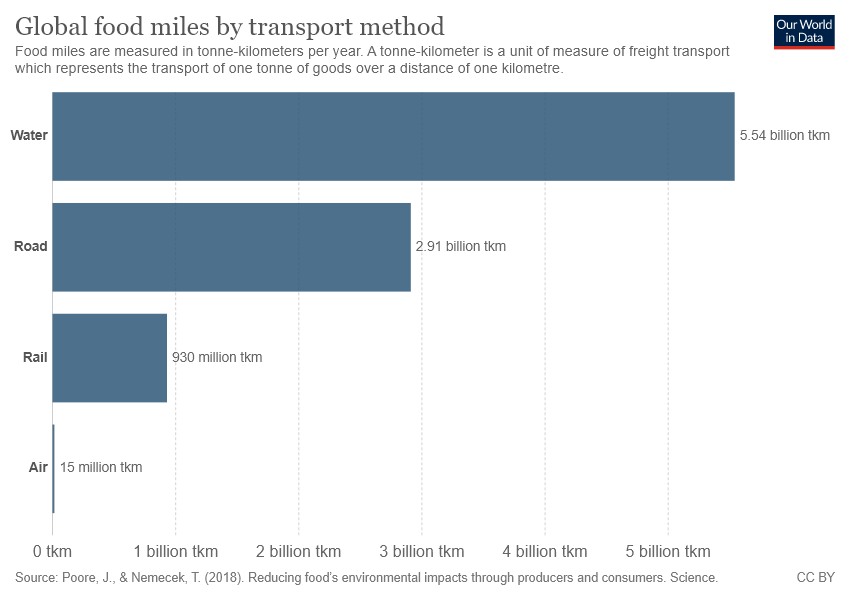 Global food miles by transport method
Our World
in Data
Food miles are measured in tonne-kilometers per year. A tonne-kilometer is a unit of measure of freight transport
which represents the transport of one tonne of goods over a distance of one kilometre.
Water
5.54 billion tkm
Road
2.91 billion tkm
Rail
930 million tkm
Air
15 million tkm
0 tkm
1 billion tkm
2 billion tkm
3 billion tkm
4 billion tkm
5 billion tkm
Source: Poore, J., & Nemecek, T. (2018). Reducing food's environmental impacts through producers and consumers. Science.
CC BY